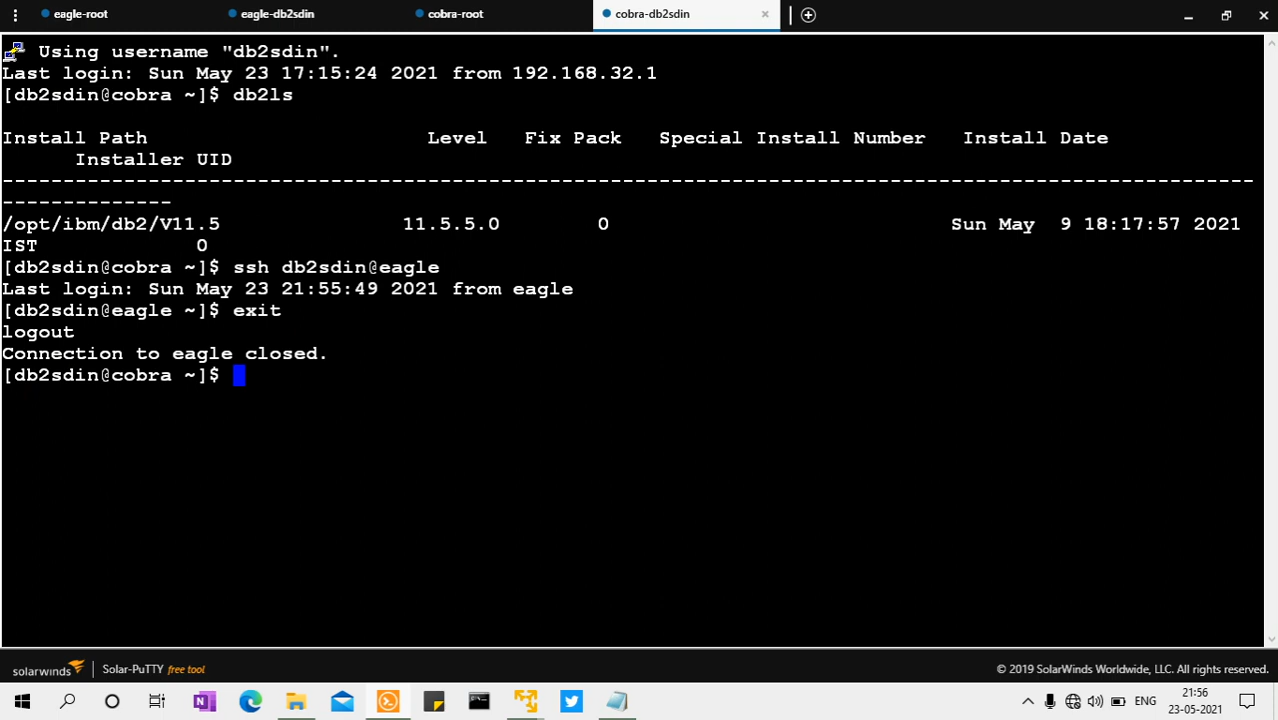 eagle-root eagle-db2sdin cobra-root cobra-db2sdin
Using username "db2sdin".
Last login: Sun May 23 17:15:24 2021 from 192.168.32.1
[db2sdin@cobra ~]$ db2ls
Install Path Level Fix Pack Special Install Number Install Date
Installer UID
-------------------------------------------------------------------------------------------------------
--------------
/opt/ibm/db2/V11.5 11.5.5.0 0 Sun May 9 18:17:57 2021
IST 0
[db2sdin@cobra ~]$ ssh db2sdin@eagle
Last login: Sun May 23 21:55:49 2021 from eagle
[db2sdin@eagle ~]$ exit
logout
Connection to eagle closed.
[db2sdin@cobra ~]$
solarwinds Solar-PuTTY free tool © 2019 SolarWinds Worldwide, LLC. All rights reserved.
ENG 21:56
23-05-2021